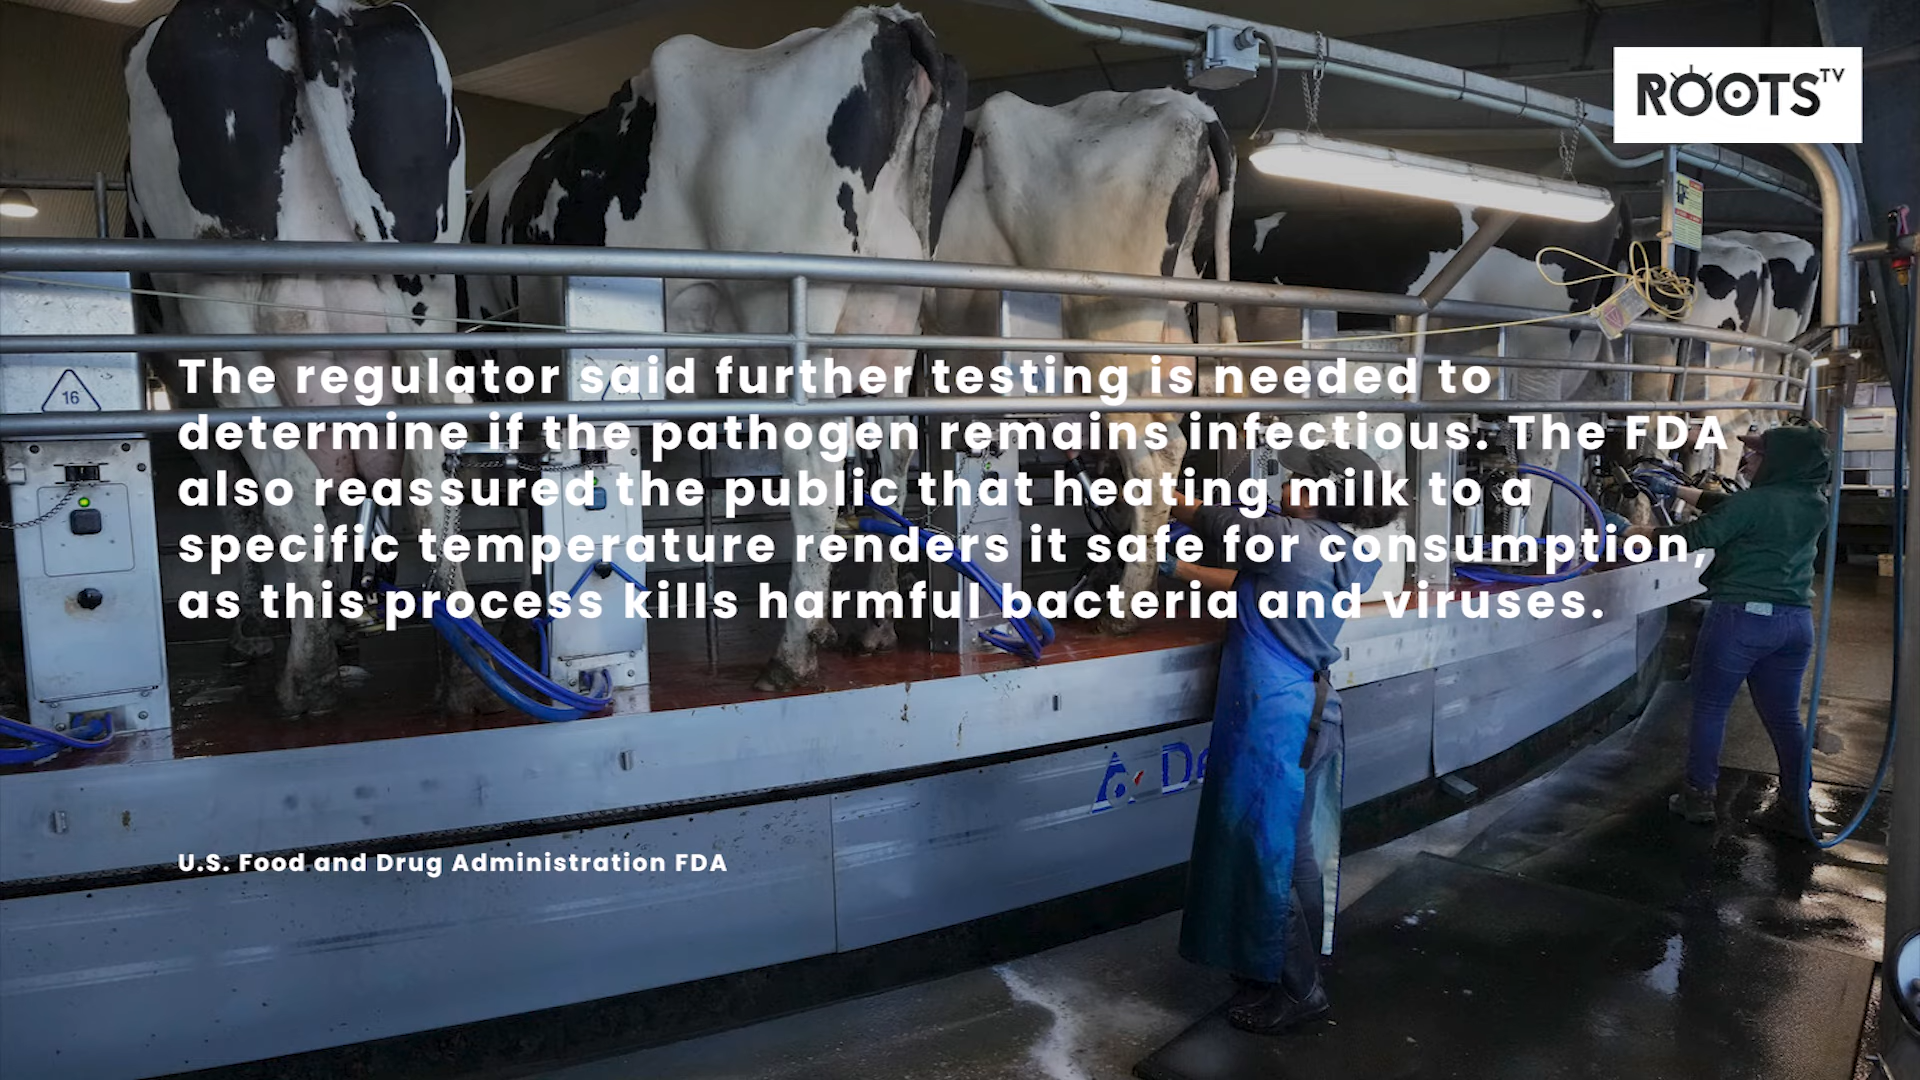 ROOTS TV
16
The regulator said further testing is needed to
determine if the pathogen remains infectious. The FDA
also reassured the public that heating milk to a
specific temperature renders it safe for consumption,
as this process kills harmful bacteria and viruses.
De
U.S. Food and Drug Administration FDA